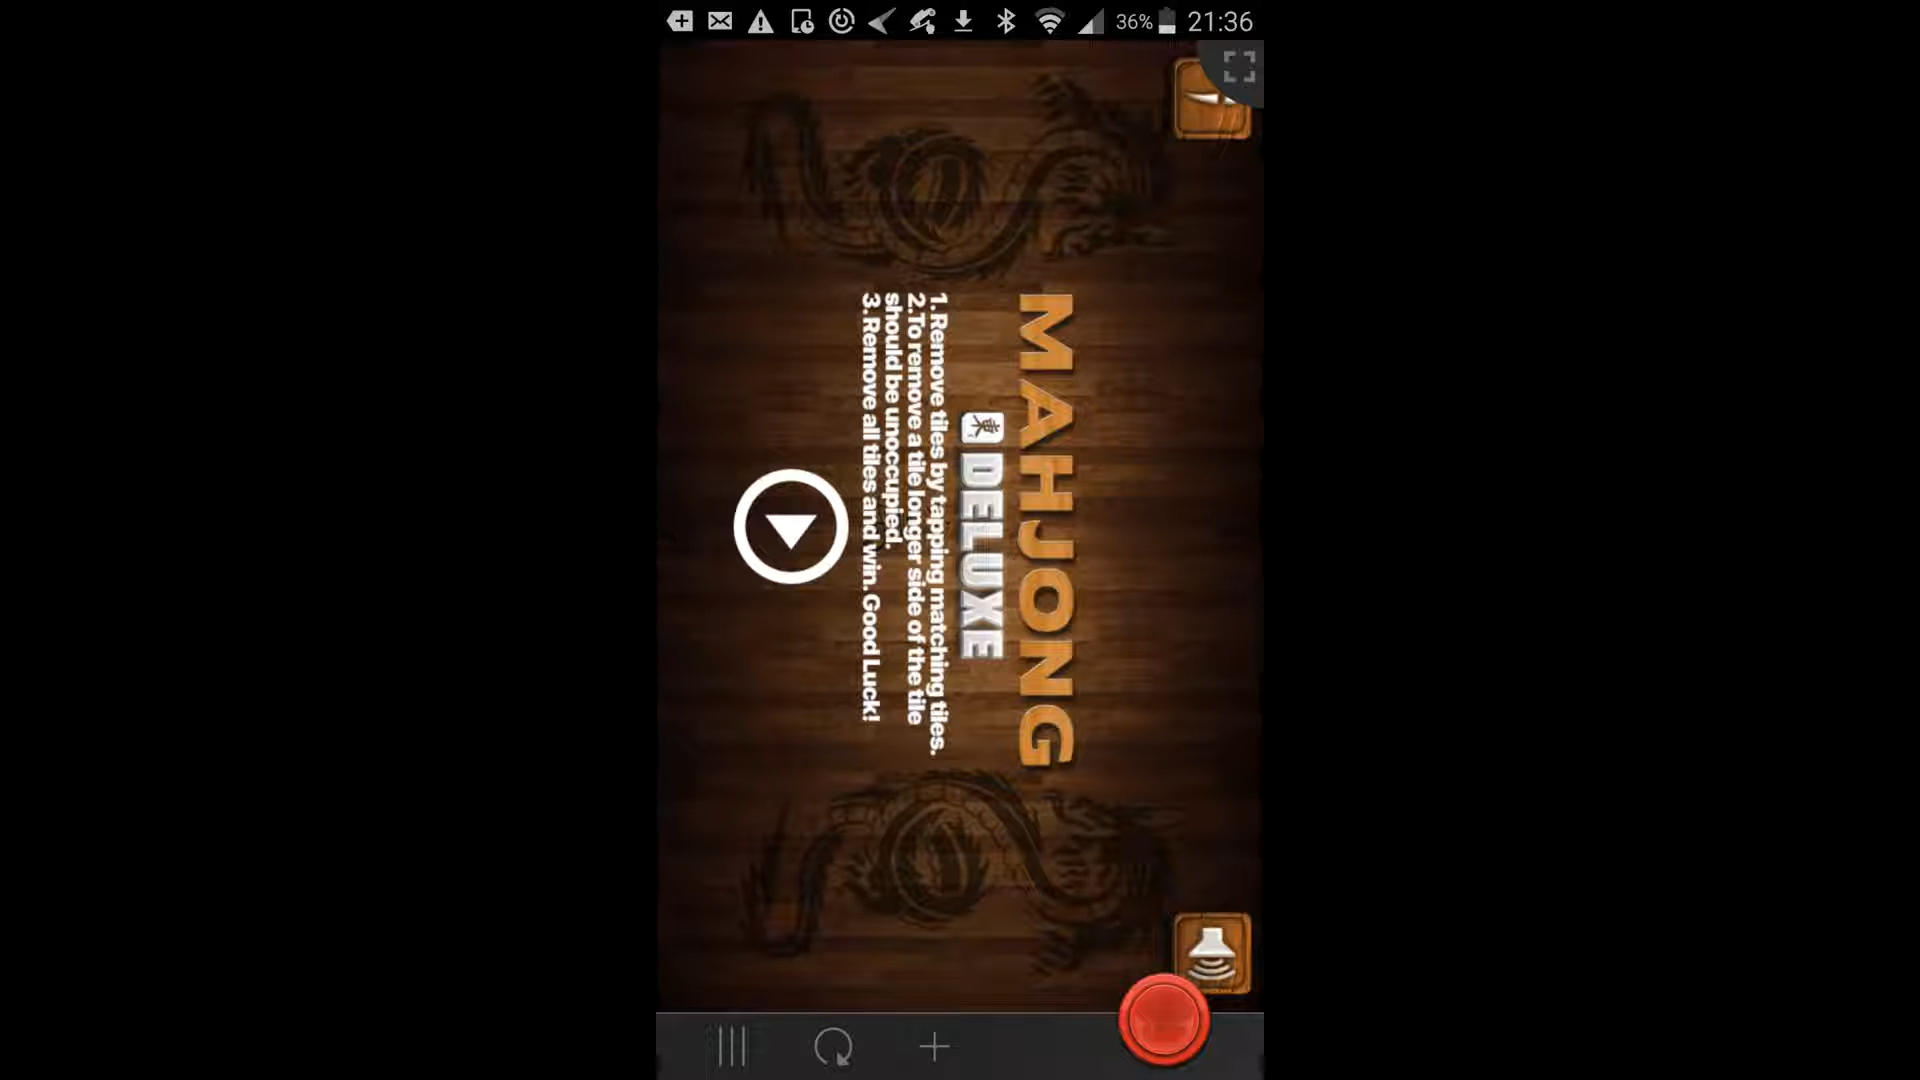 36% 21:36
MAHJONG
東 DELUXE
1. Remove tiles by tapping matching tiles.
2.To remove a tile longer side of the tile
should be unoccupied.
3. Remove all tiles and win. Good Luck!